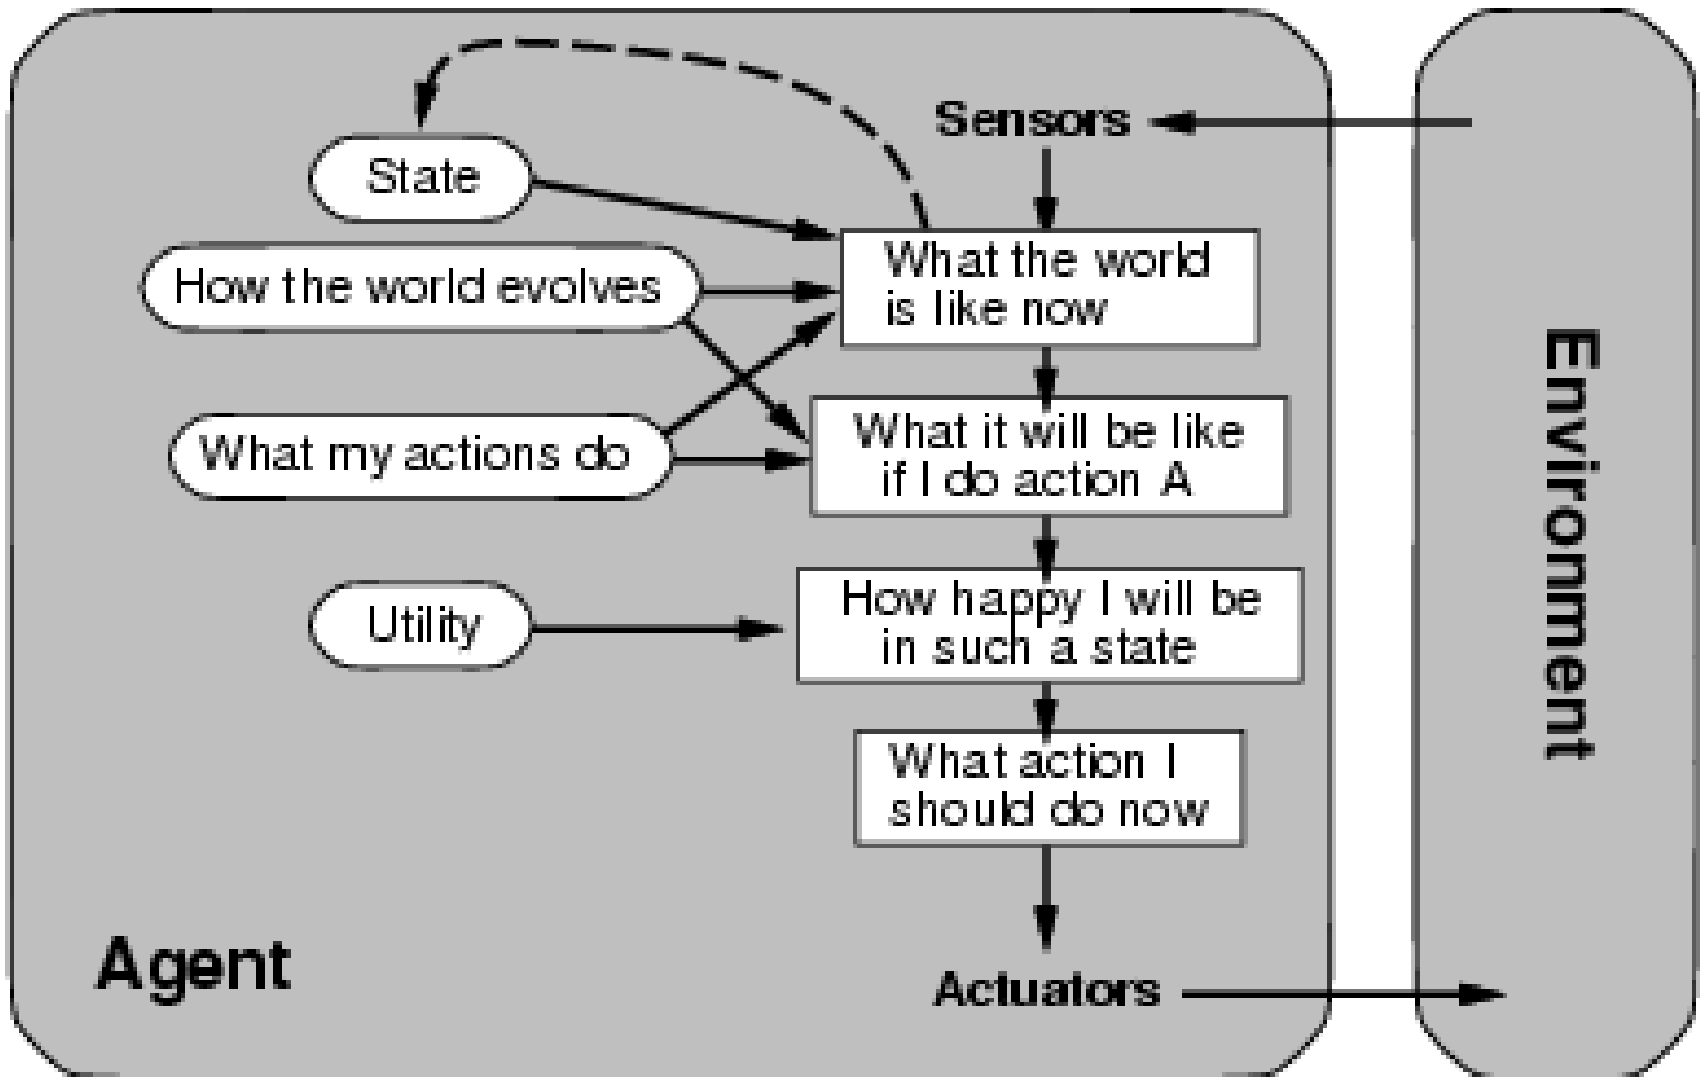 Sensors
State
What the world
is like now
How the world evolves
What it will be like
if I do action A
What my actions do
How happy I will be
in such a state
Utility
What action I
should do now
Agent
Actuators
Environment